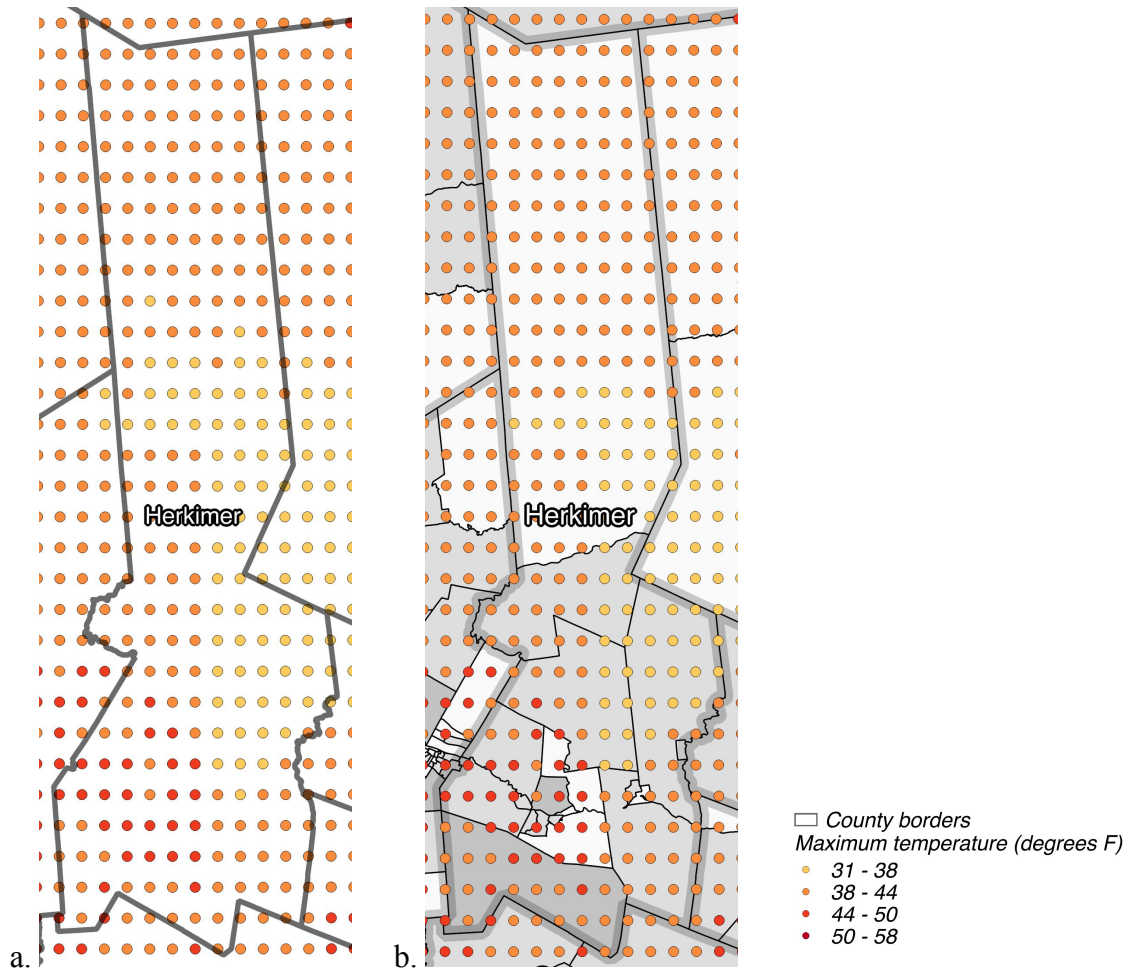 Herkimer
Herkimer
County borders
Maximum temperature (degrees F)
31 - 38
38 - 44
44 - 50
50 - 58
a.
b.